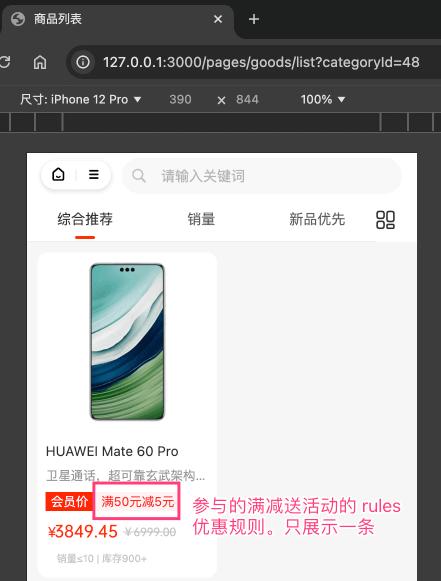 商品列表
127.0.0.1:3000/pages/goods/list?categoryId=48
尺寸: iPhone 12 Pro ▼ 390 × 844 100% ▼
请输入关键词
综合推荐 销量 新品优先
HUAWEI Mate 60 Pro
卫星通话，超可靠玄武架构...
会员价 满50元减5元
参与的满减送活动的 rules
优惠规则。只展示一条
¥3849.45 ¥6999.00
销量≤10 | 库存900+